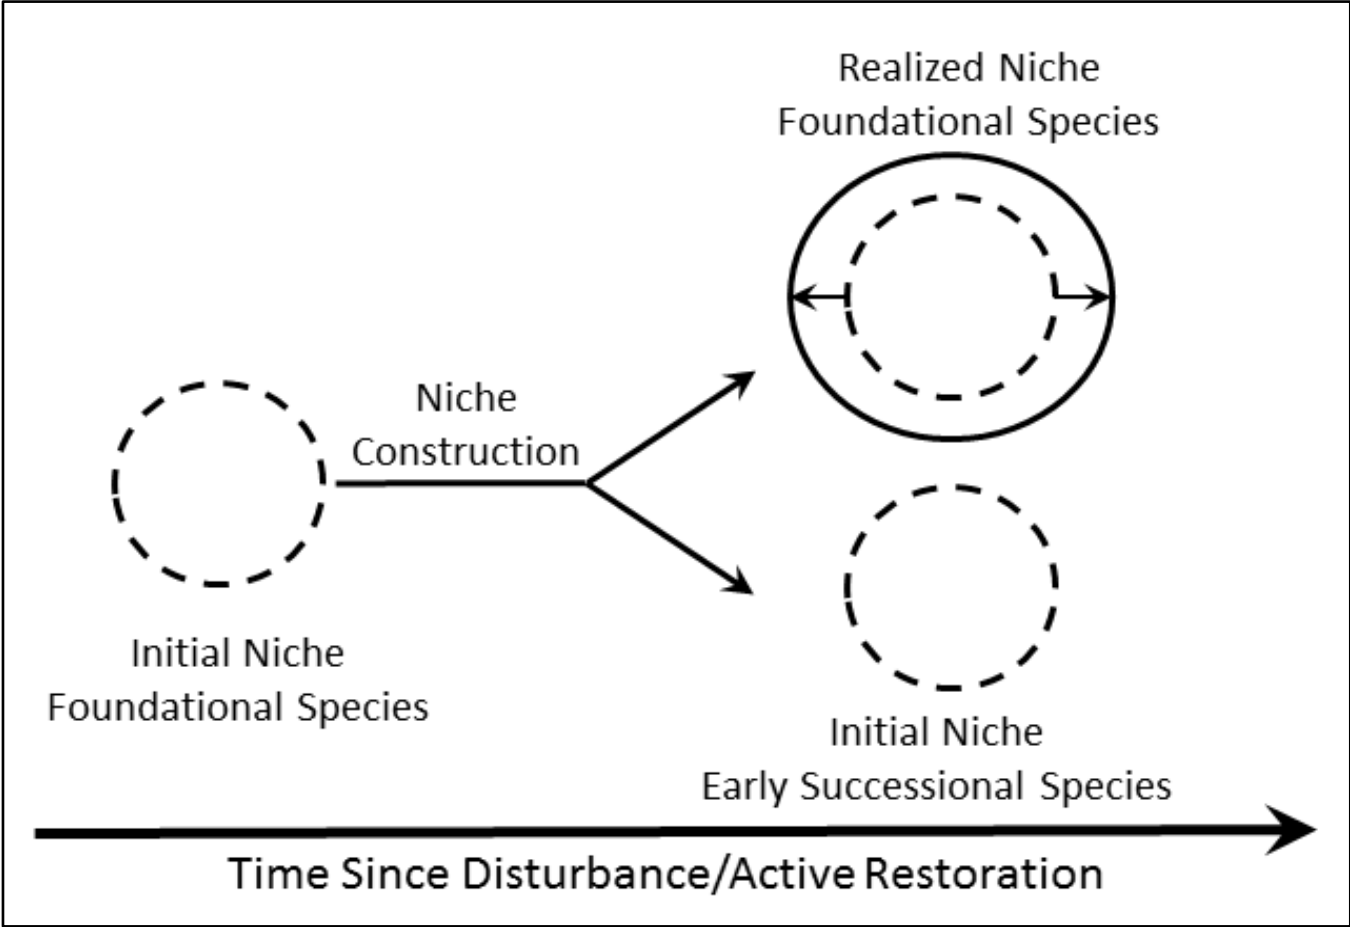 Realized Niche
Foundational Species
Niche
Construction
Initial Niche
Foundational Species
Initial Niche
Early Successional Species
Time Since Disturbance/Active Restoration